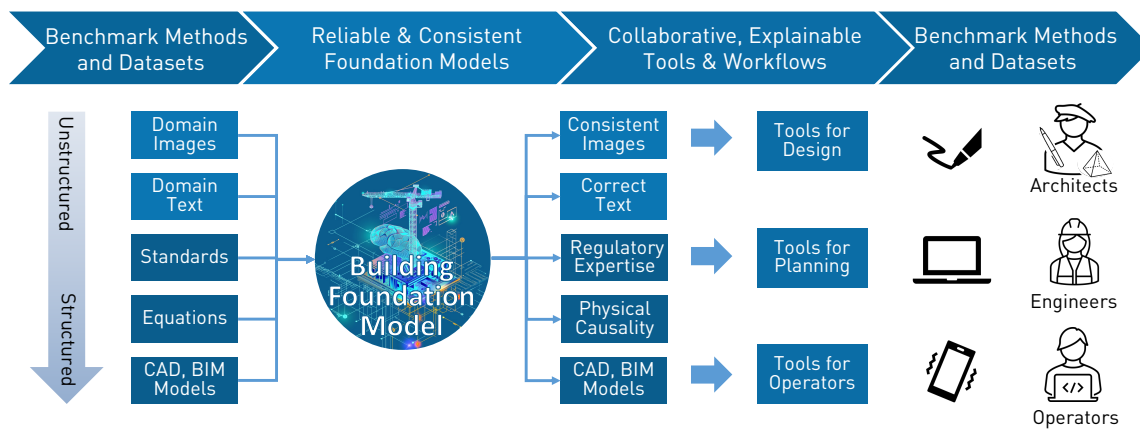 Benchmark Methods
and Datasets
Reliable & Consistent
Foundation Models
Collaborative, Explainable
Tools & Workflows
Benchmark Methods
and Datasets
Unstructured
Structured
Domain
Images
Domain
Text
Standards
Equations
CAD, BIM
Models
Building
Foundation
Model
Consistent
Images
Correct
Text
Regulatory
Expertise
Physical
Causality
CAD, BIM
Models
Tools for
Design
Tools for
Planning
Tools for
Operators
Architects
Engineers
</>
Operators